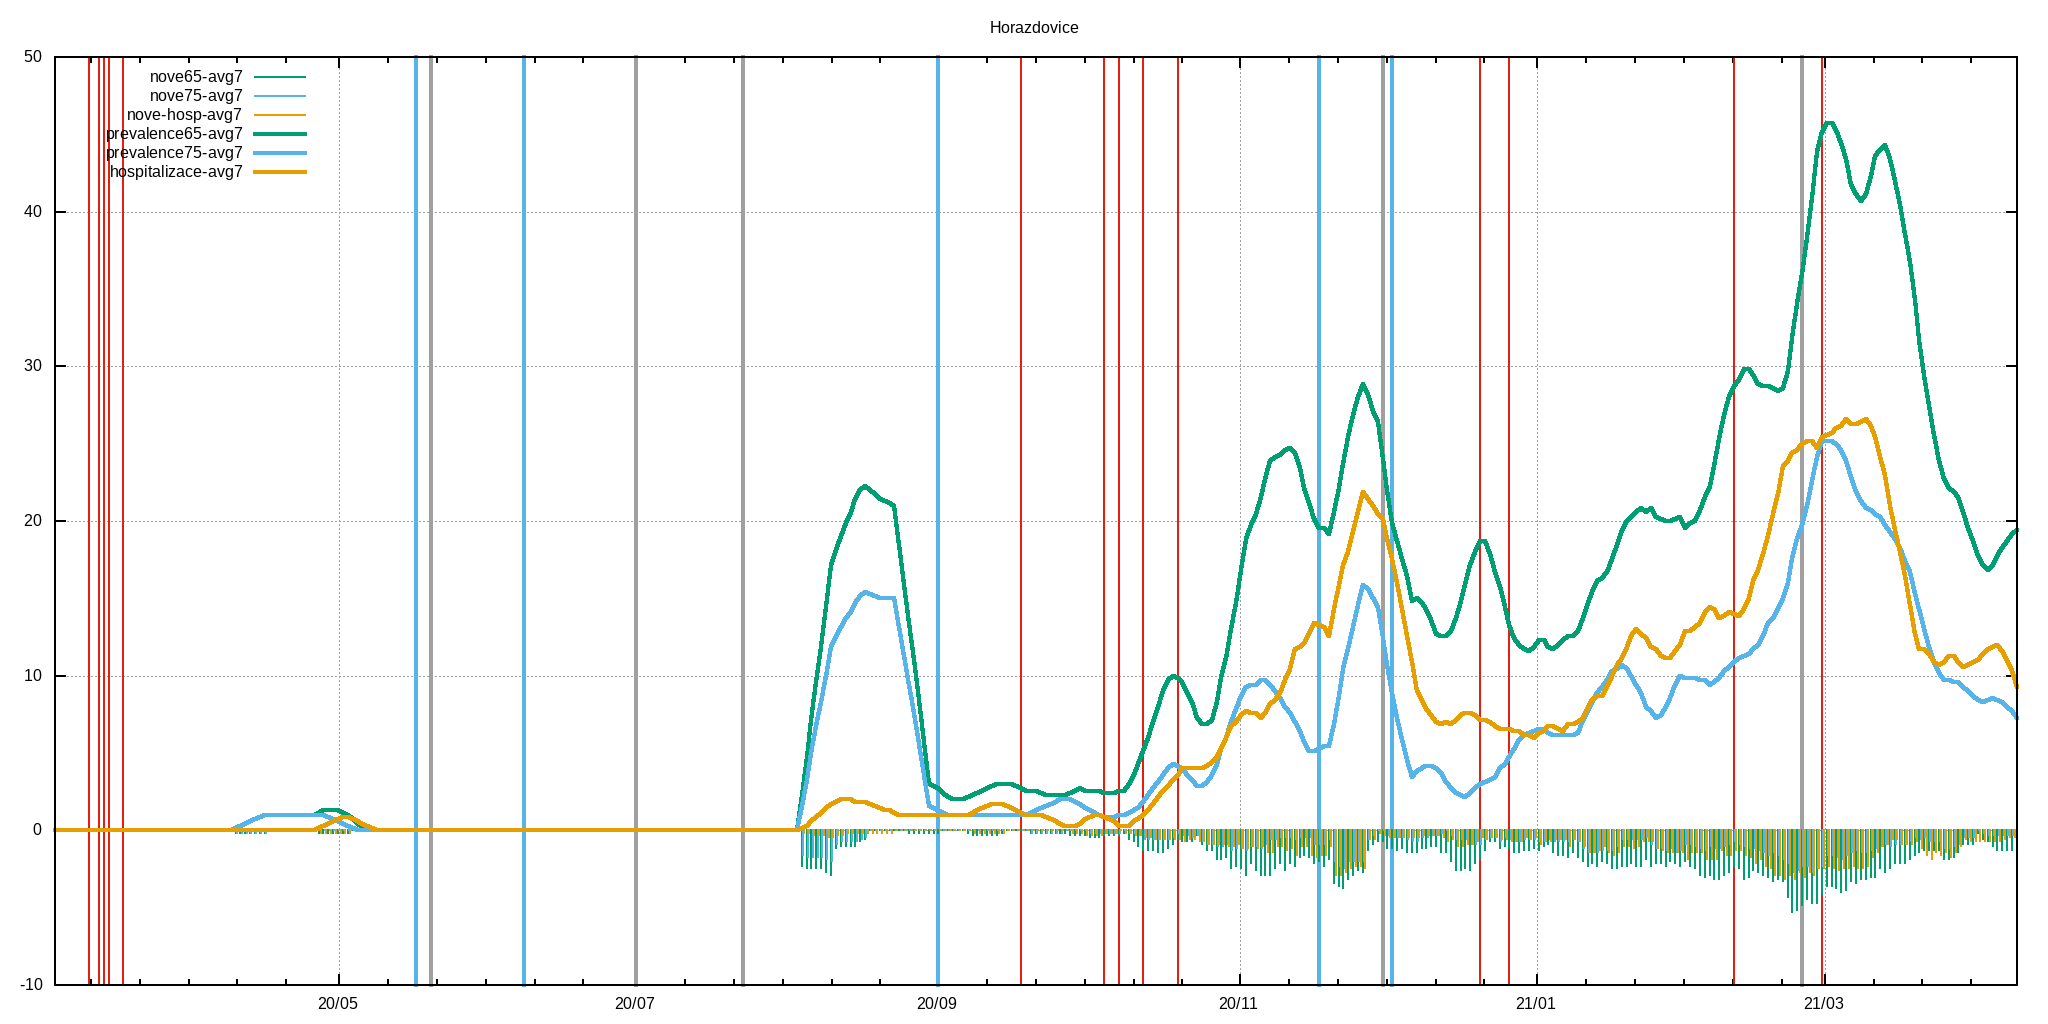 Horazdovice
50
nove65-avg7
nove75-avg7
nove-hosp-avg7
prevalence65-avg7
prevalence75-avg7
hospitalizace-avg7
40
30
20
10
0
-10
20/05 20/07 20/09 20/11 21/01 21/03